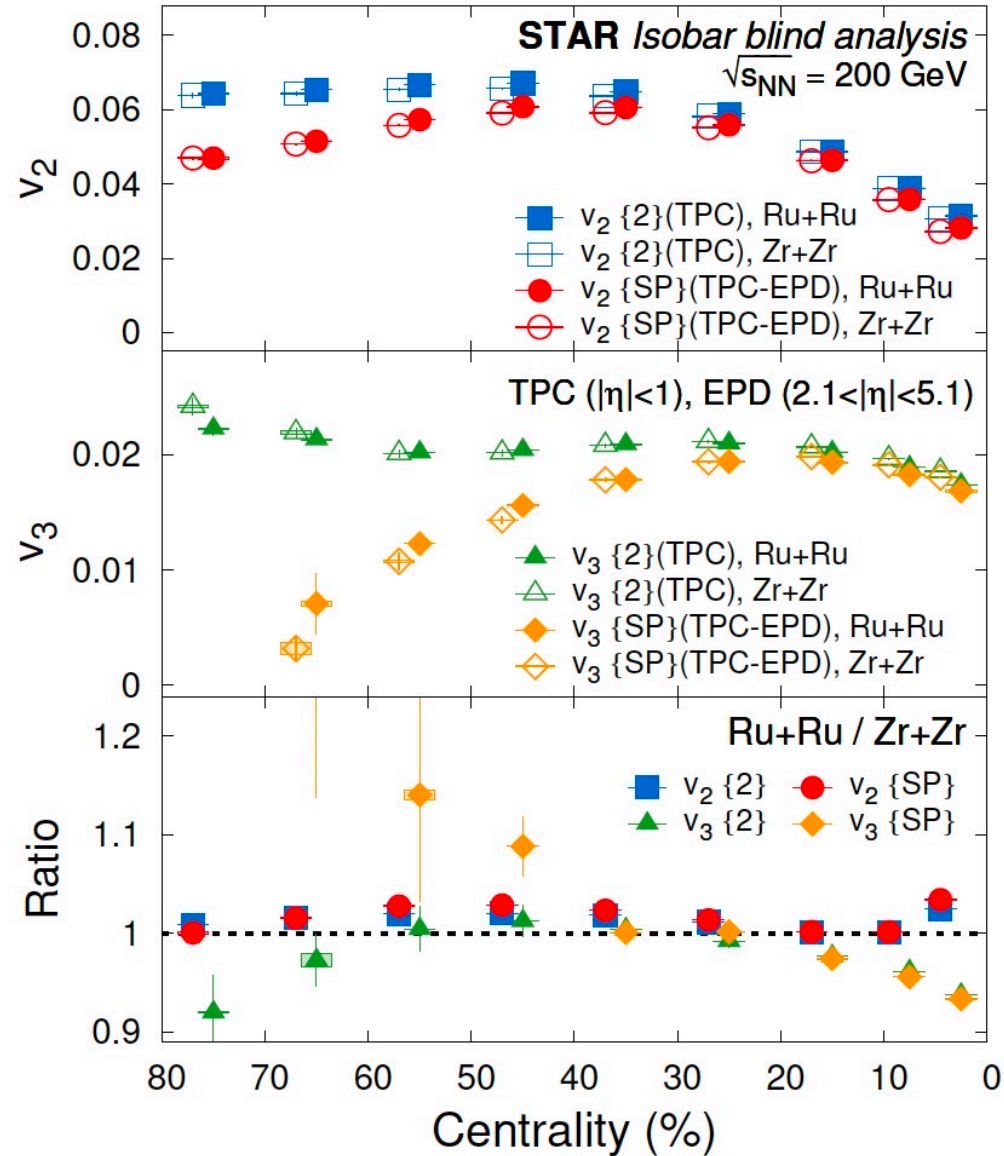 STAR Isobar blind analysis
√sNN = 200 GeV
0.08
0.06
0.04
0.02
0
v2
v2 {2}(TPC), Ru+Ru
v2 {2}(TPC), Zr+Zr
v2 {SP}(TPC-EPD), Ru+Ru
v2 {SP}(TPC-EPD), Zr+Zr
TPC (|η|<1), EPD (2.1<|η|<5.1)
0.02
0.01
0
v3
v3 {2}(TPC), Ru+Ru
v3 {2}(TPC), Zr+Zr
v3 {SP}(TPC-EPD), Ru+Ru
v3 {SP}(TPC-EPD), Zr+Zr
Ru+Ru / Zr+Zr
v2 {2} v2 {SP}
v3 {2} v3 {SP}
1.2
1.1
1
0.9
Ratio
80 70 60 50 40 30 20 10 0
Centrality (%)